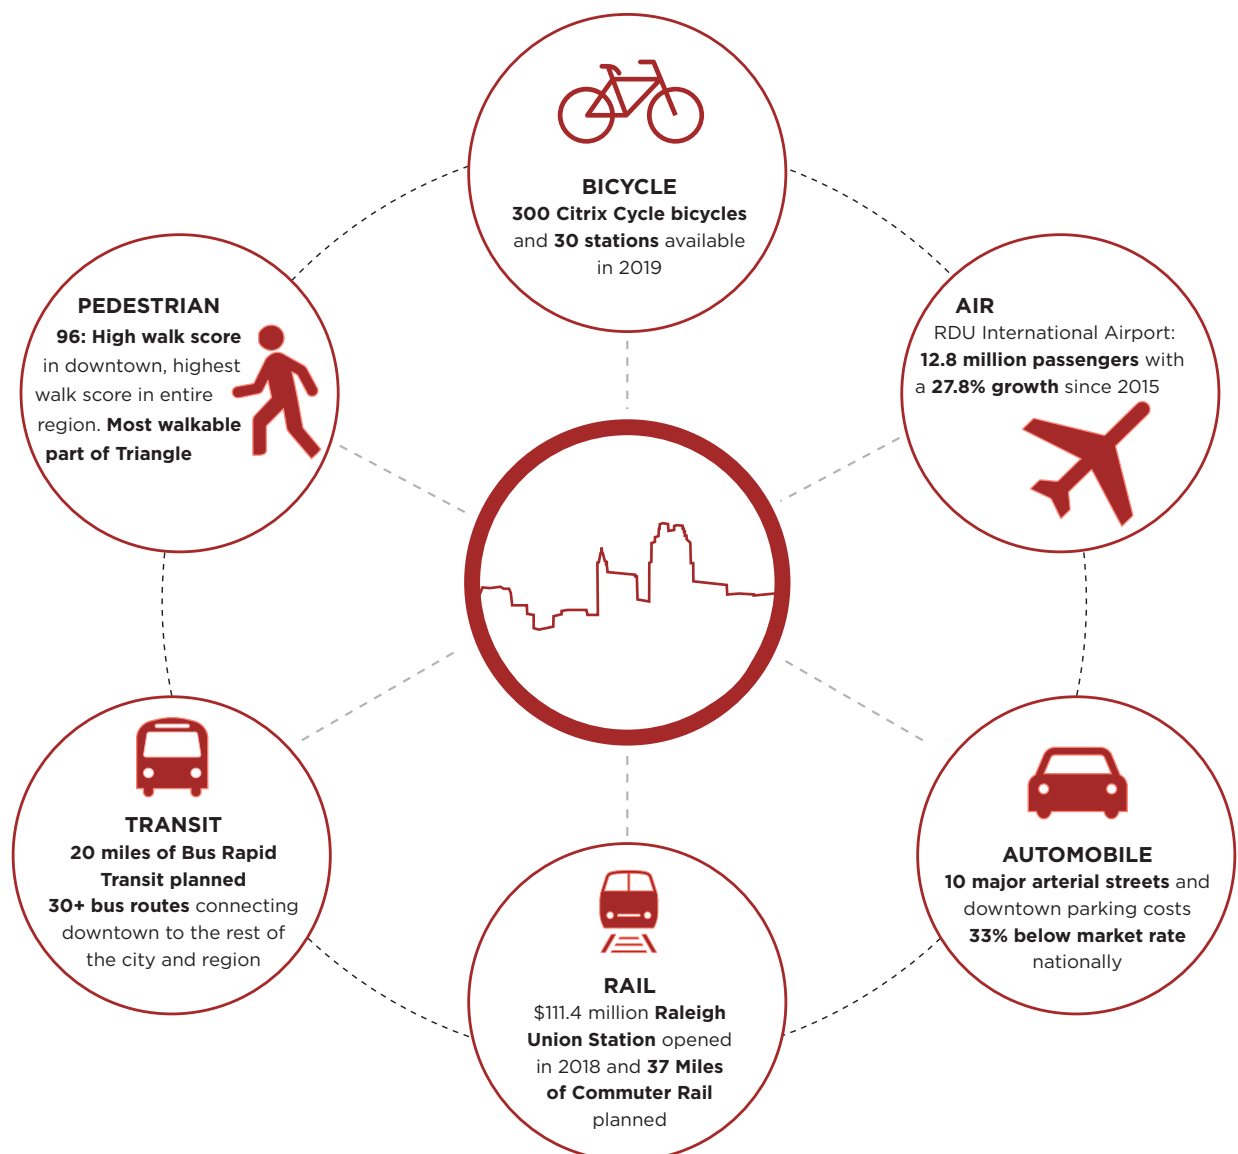 BICYCLE
300 Citrix Cycle bicycles
and 30 stations available
in 2019
PEDESTRIAN
96: High walk score
in downtown, highest
walk score in entire
region. Most walkable
part of Triangle
AIR
RDU International Airport:
12.8 million passengers with
a 27.8% growth since 2015
TRANSIT
20 miles of Bus Rapid
Transit planned
30+ bus routes connecting
downtown to the rest of
the city and region
AUTOMOBILE
10 major arterial streets and
downtown parking costs
33% below market rate
nationally
RAIL
$111.4 million Raleigh
Union Station opened
in 2018 and 37 Miles
of Commuter Rail
planned